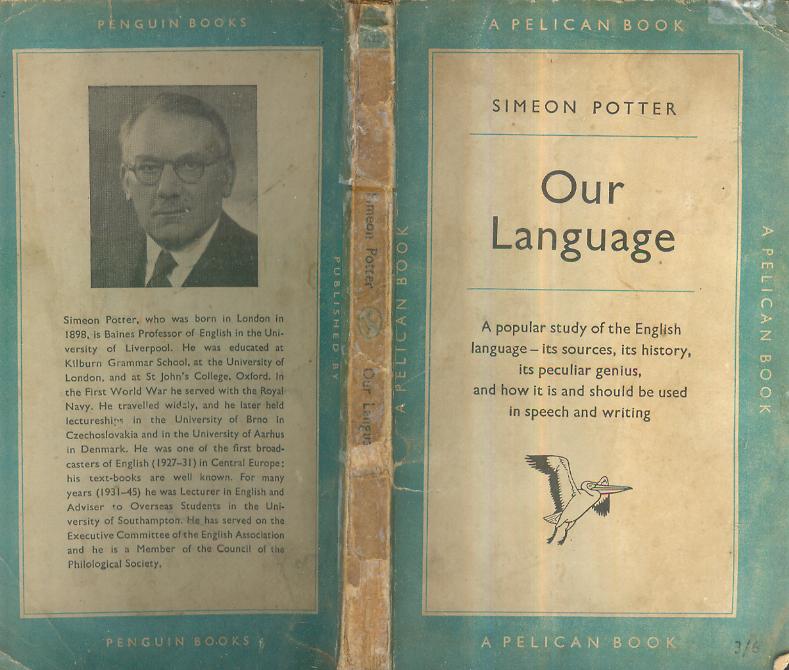 PENGUIN BOOKS
Simeon Potter, who was born in London in
1898, is Baines Professor of English in the Uni-
versity of Liverpool. He was educated at
Kilburn Grammar School, at the University of
London, and at St John's College, Oxford. In
the First World War he served with the Royal
Navy. He travelled widely, and he later held
lectureships in the University of Brno in
Czechoslovakia and in the University of Aarhus
in Denmark. He was one of the first broad-
casters of English (1927–31) in Central Europe;
his text-books are well known. For many
years (1931–45) he was Lecturer in English and
Adviser to Overseas Students in the Uni-
versity of Southampton. He has served on the
Executive Committee of the English Association
and he is a Member of the Council of the
Philological Society.
PENGUIN BOOKS
PUBLISHED BY
Simeon Potter
Our
A PELICAN BOOK
A PELICAN BOOK
SIMEON POTTER
Our
Language
A popular study of the English
language – its sources, its history,
its peculiar genius,
and how it is and should be used
in speech and writing
A PELICAN BOOK
A PELICAN BOOK
3/6